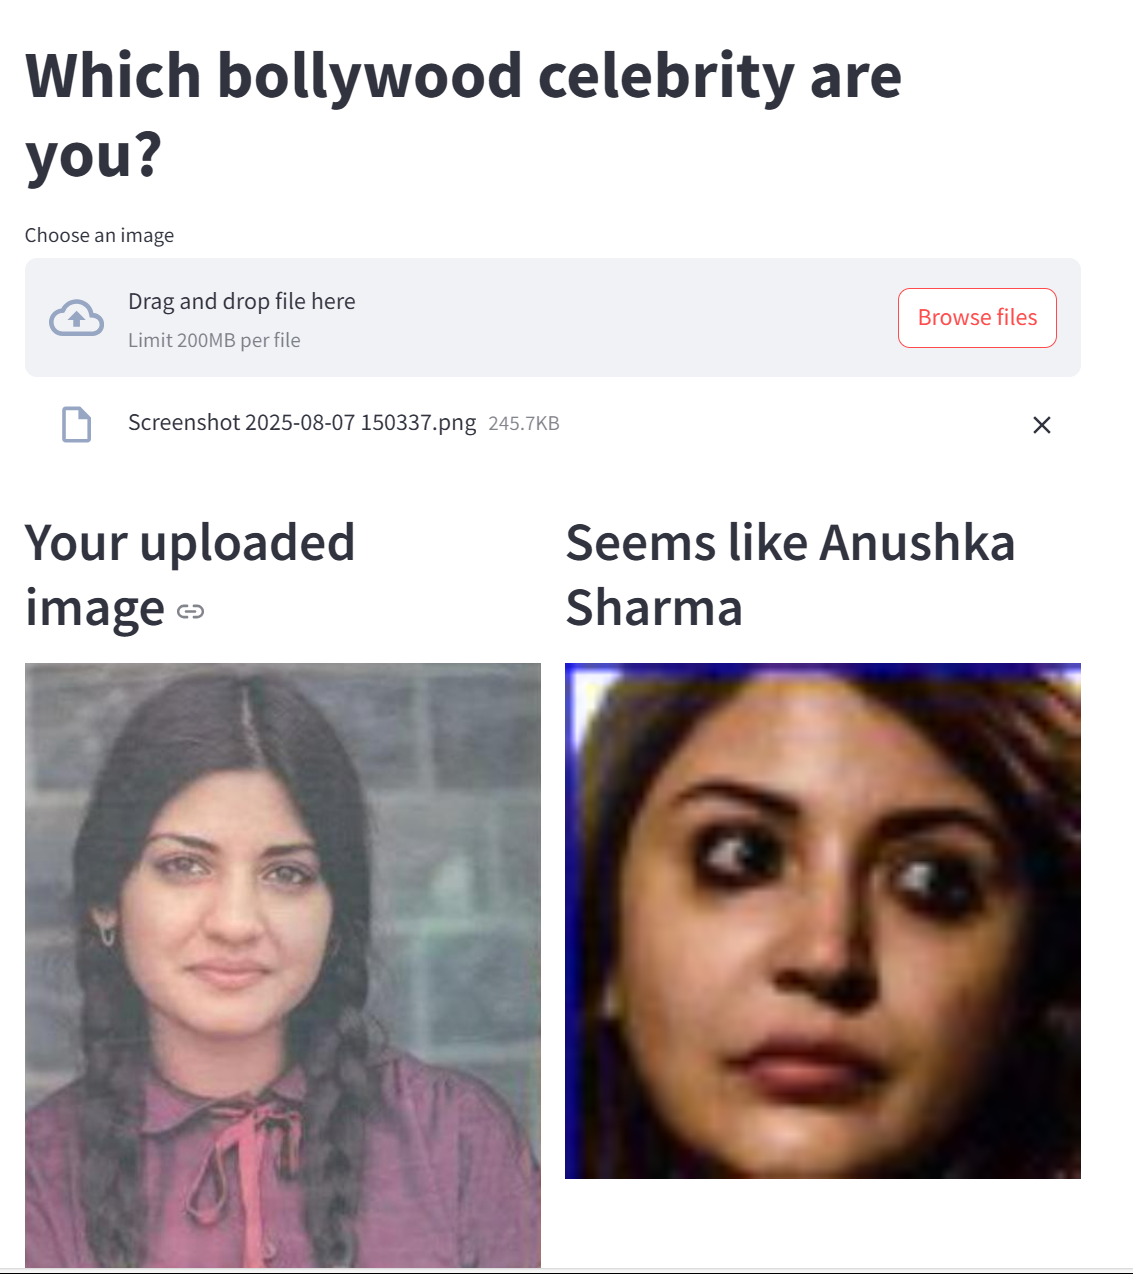 Which bollywood celebrity are
you?
Choose an image
Drag and drop file here
Limit 200MB per file
Browse files
Screenshot 2025-08-07 150337.png 245.7KB
Your uploaded
image
Seems like Anushka
Sharma